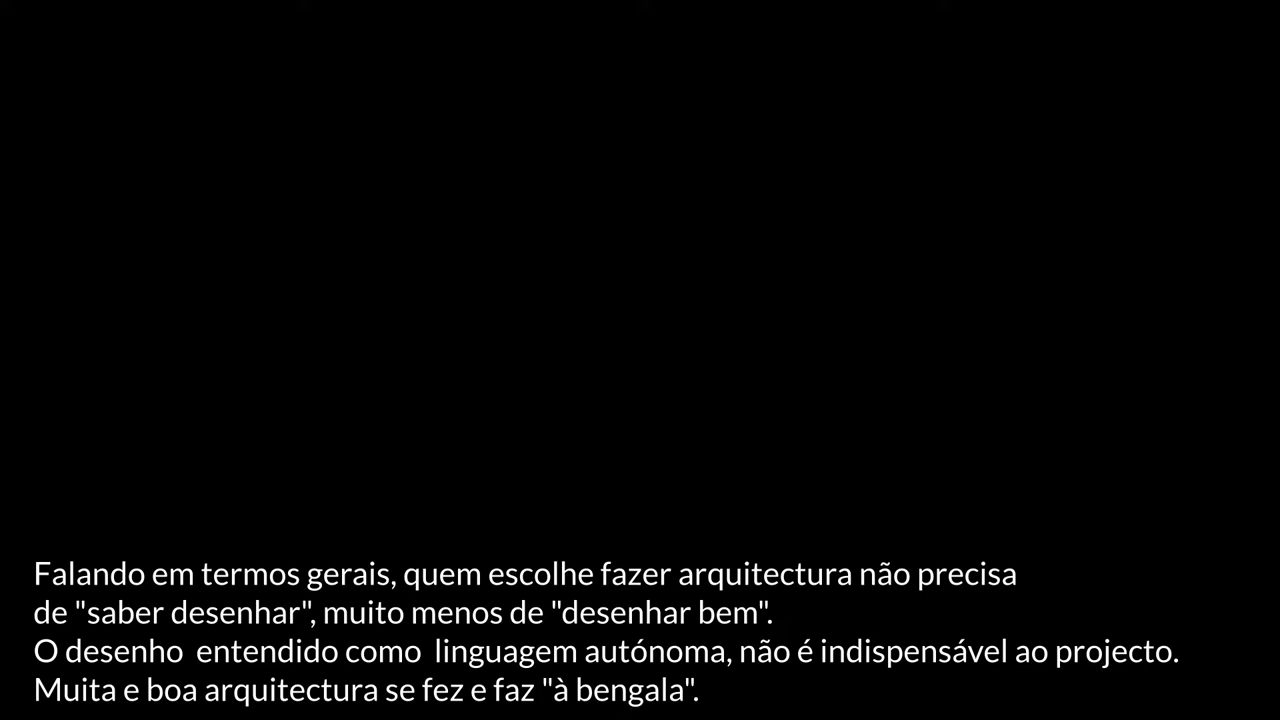 Falando em termos gerais, quem escolhe fazer arquitectura não precisa
de "saber desenhar", muito menos de "desenhar bem".
O desenho  entendido como  linguagem autónoma, não é indispensável ao projecto.
Muita e boa arquitectura se fez e faz "à bengala".